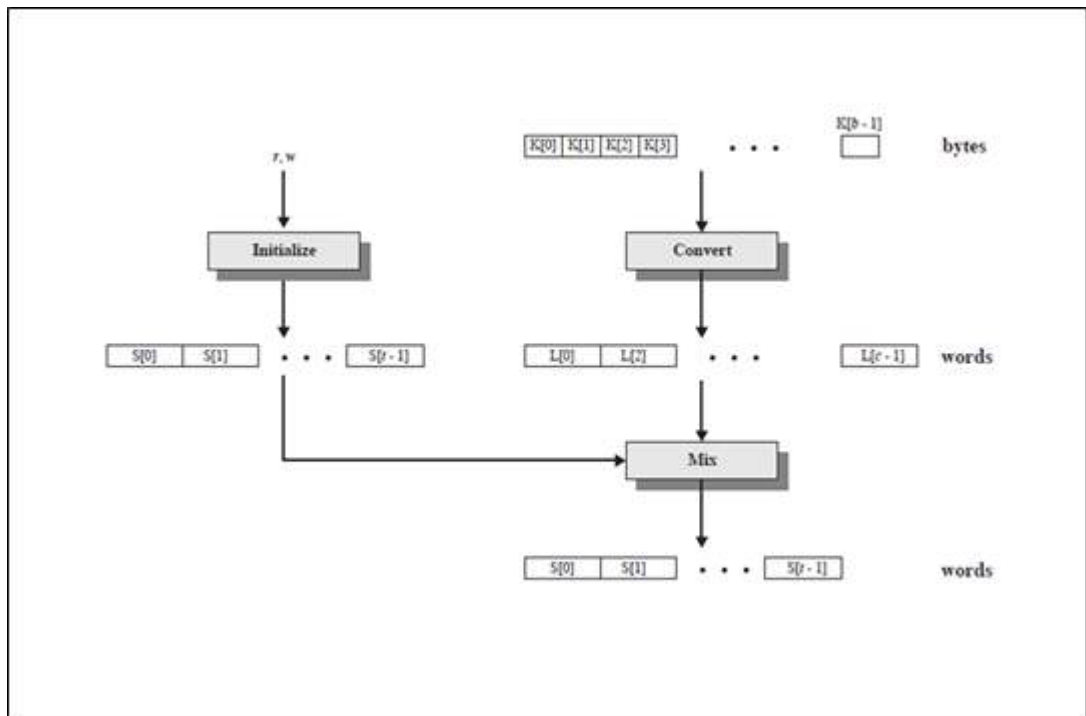 K[b - 1]
K[0] K[1] K[2] K[3] • • • bytes
r, w
Initialize Convert
S[0] S[1] • • • S[t - 1] L[0] L[2] • • • L[c - 1] words
Mix
S[0] S[1] • • • S[t - 1] words